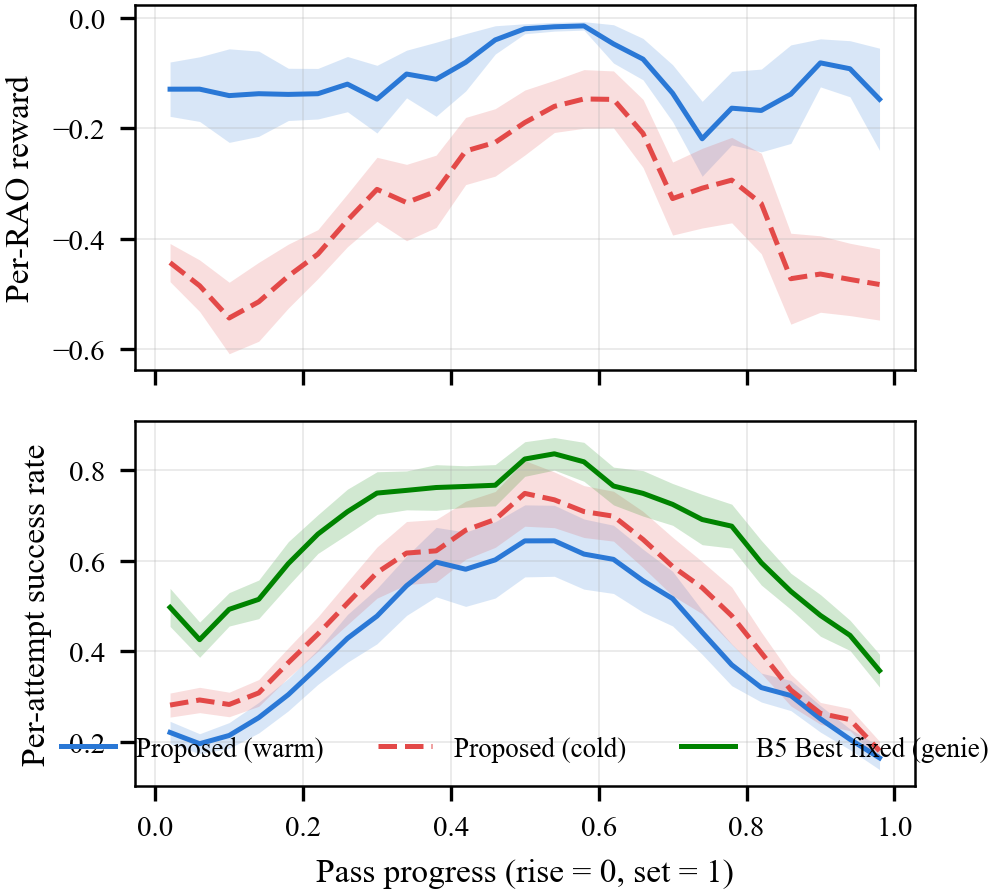 Per-RAO reward
0.0
−0.2
−0.4
−0.6
Per-attempt success rate
0.8
0.6
0.4
0.2
Proposed (warm) Proposed (cold) B5 Best fixed (genie)
0.0 0.2 0.4 0.6 0.8 1.0
Pass progress (rise = 0, set = 1)